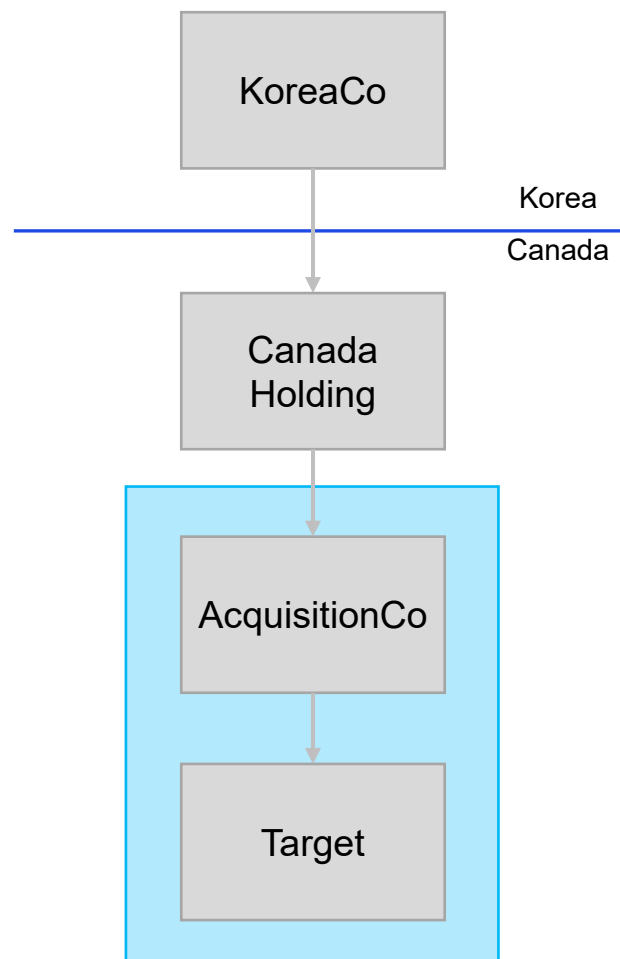 KoreaCo
Korea
Canada
Canada
Holding
AcquisitionCo
Target